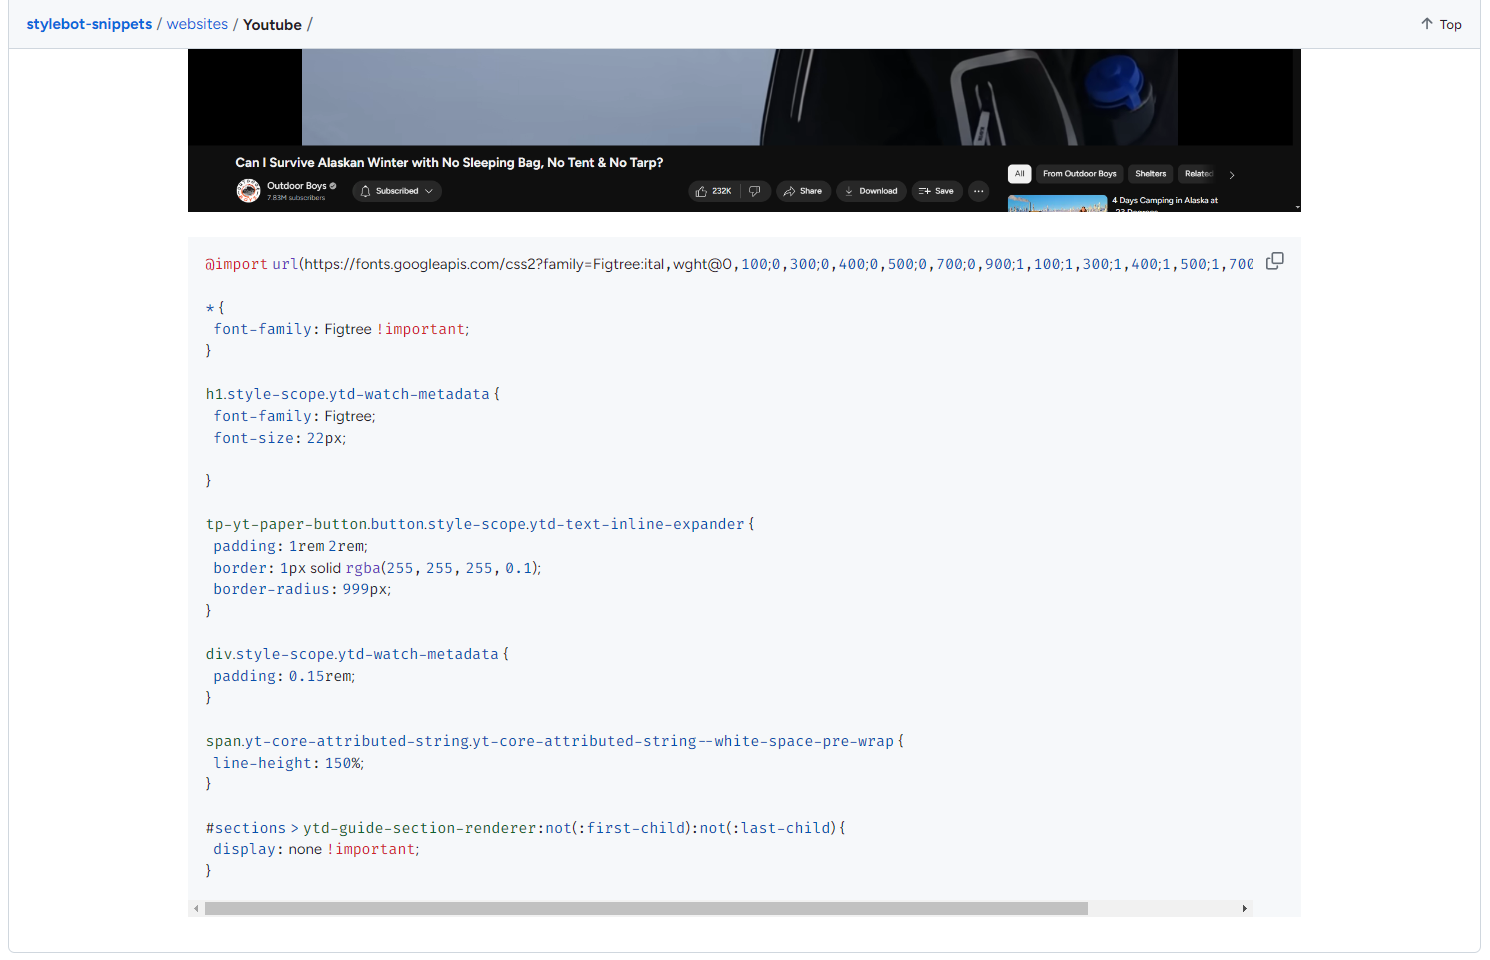 stylebot-snippets / websites / Youtube /
Top
Can I Survive Alaskan Winter with No Sleeping Bag, No Tent & No Tarp?
Outdoor Boys
7.83M subscribers
Subscribed
232K
Share
Download
Save
All
From Outdoor Boys
Shelters
Related
4 Days Camping in Alaska at
-23 Degrees
@import url(https://fonts.googleapis.com/css2?family=Figtree:ital,wght@0,100;0,300;0,400;0,500;0,700;0,900;1,100;1,300;1,400;1,500;1,700
* {
font-family: Figtree !important;
}
h1.style-scope.ytd-watch-metadata {
font-family: Figtree;
font-size: 22px;
}
tp-yt-paper-button.button.style-scope.ytd-text-inline-expander {
padding: 1rem 2rem;
border: 1px solid rgba(255, 255, 255, 0.1);
border-radius: 999px;
}
div.style-scope.ytd-watch-metadata {
padding: 0.15rem;
}
span.yt-core-attributed-string.yt-core-attributed-string--white-space-pre-wrap {
line-height: 150%;
}
#sections > ytd-guide-section-renderer:not(:first-child):not(:last-child) {
display: none !important;
}